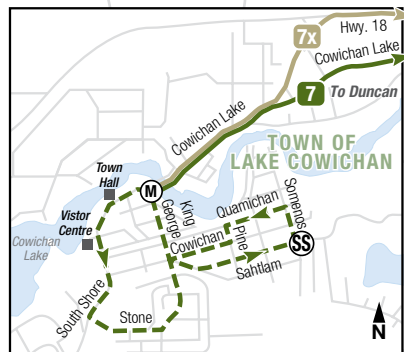 7x
Hwy. 18
Cowichan Lake
7
To Duncan
Cowichan Lake
TOWN OF
LAKE COWICHAN
Town
Hall
M
King
George
Quamichan
Somenos
Vistor
Centre
Cowichan
Lake
Cowichan
Pine
SS
Sahtlam
South Shore
Stone
N